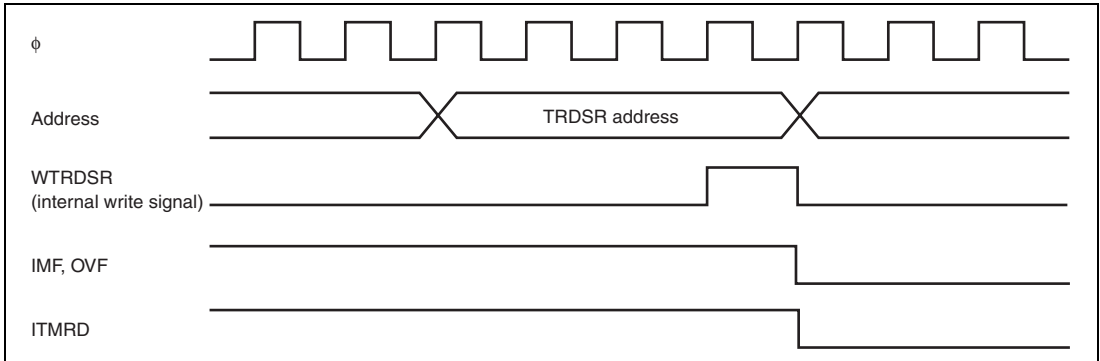 ϕ
Address
TRDSR address
WTRDSR
(internal write signal)
IMF, OVF
ITMRD